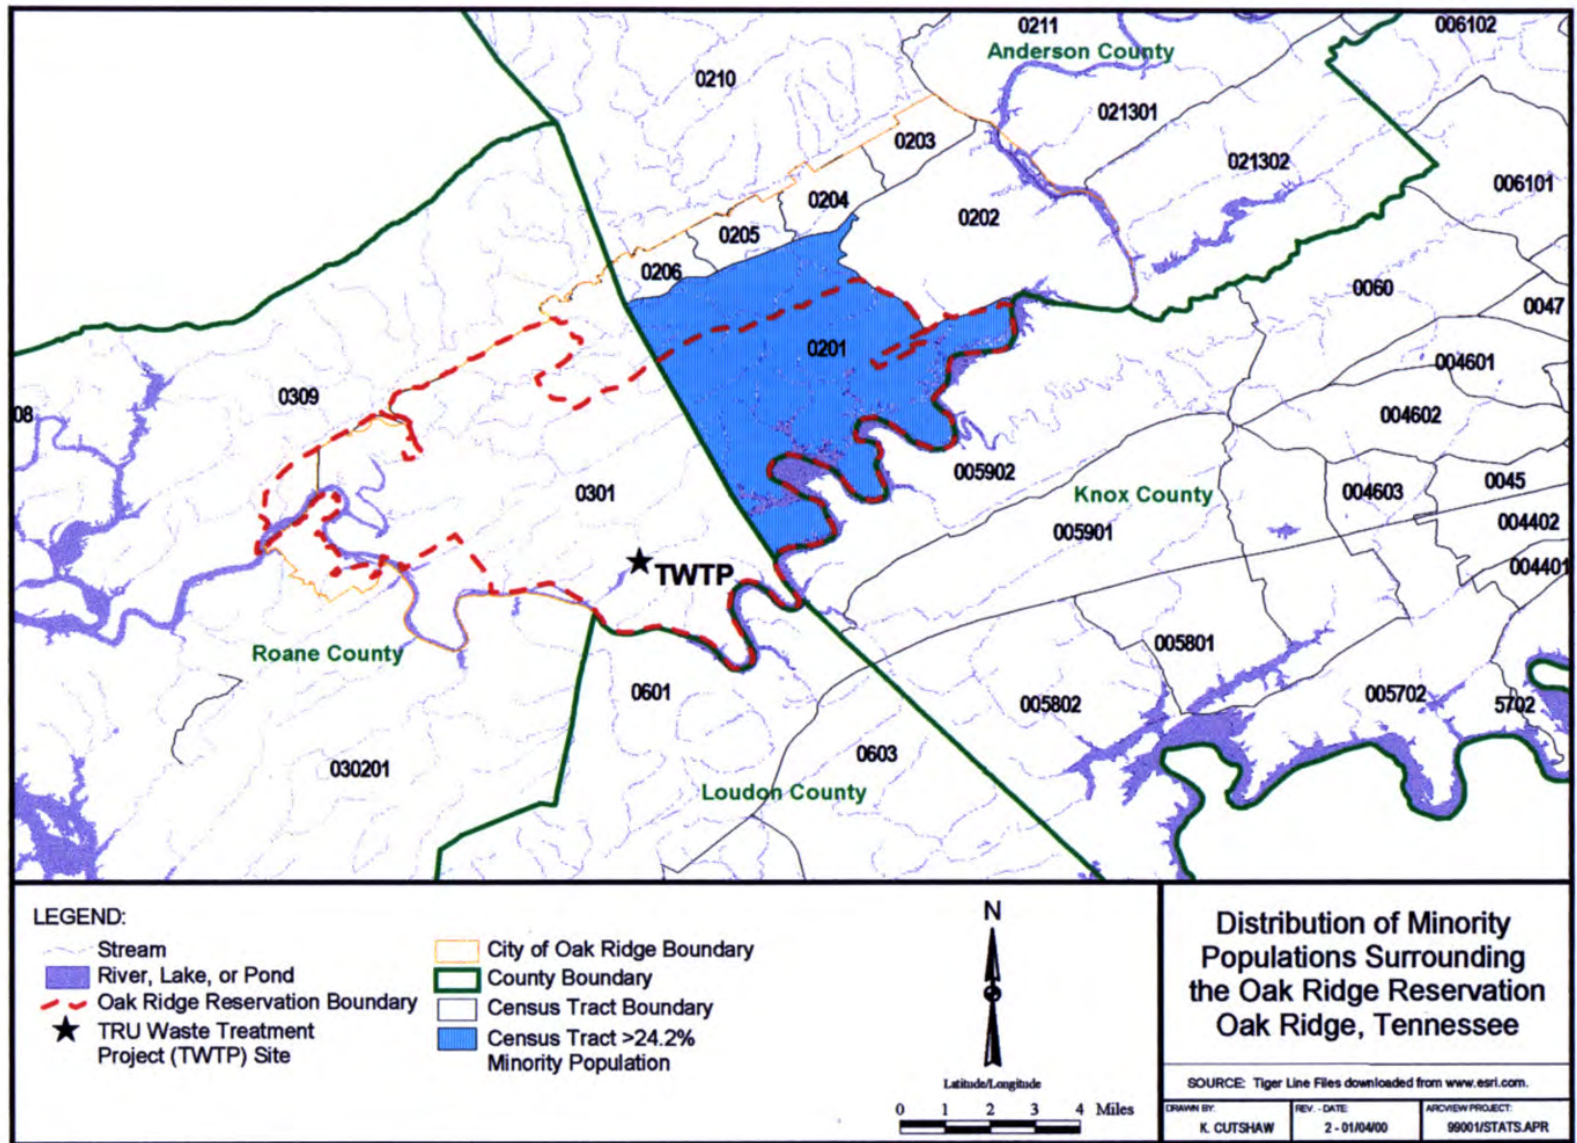 0211
006102
Anderson County
0210
021301
0203
021302
006101
0204
0202
0205
0206
0060
0047
0201
004601
0309
08
004602
005902
0301
Knox County
004603
0045
004402
005901
004401
TWTP
005801
Roane County
0601
005802
005702
5702
0603
030201
Loudon County
LEGEND:
Stream
River, Lake, or Pond
Oak Ridge Reservation Boundary
TRU Waste Treatment
Project (TWTP) Site
City of Oak Ridge Boundary
County Boundary
Census Tract Boundary
Census Tract >24.2%
Minority Population
N
Latitude/Longitude
0 1 2 3 4 Miles
Distribution of Minority
Populations Surrounding
the Oak Ridge Reservation
Oak Ridge, Tennessee
SOURCE: Tiger Line Files downloaded from www.esri.com.
DRAWN BY:
K. CUTSHAW
REV. - DATE:
2 - 01/04/00
ARCVIEW PROJECT:
99001/STATS.APR